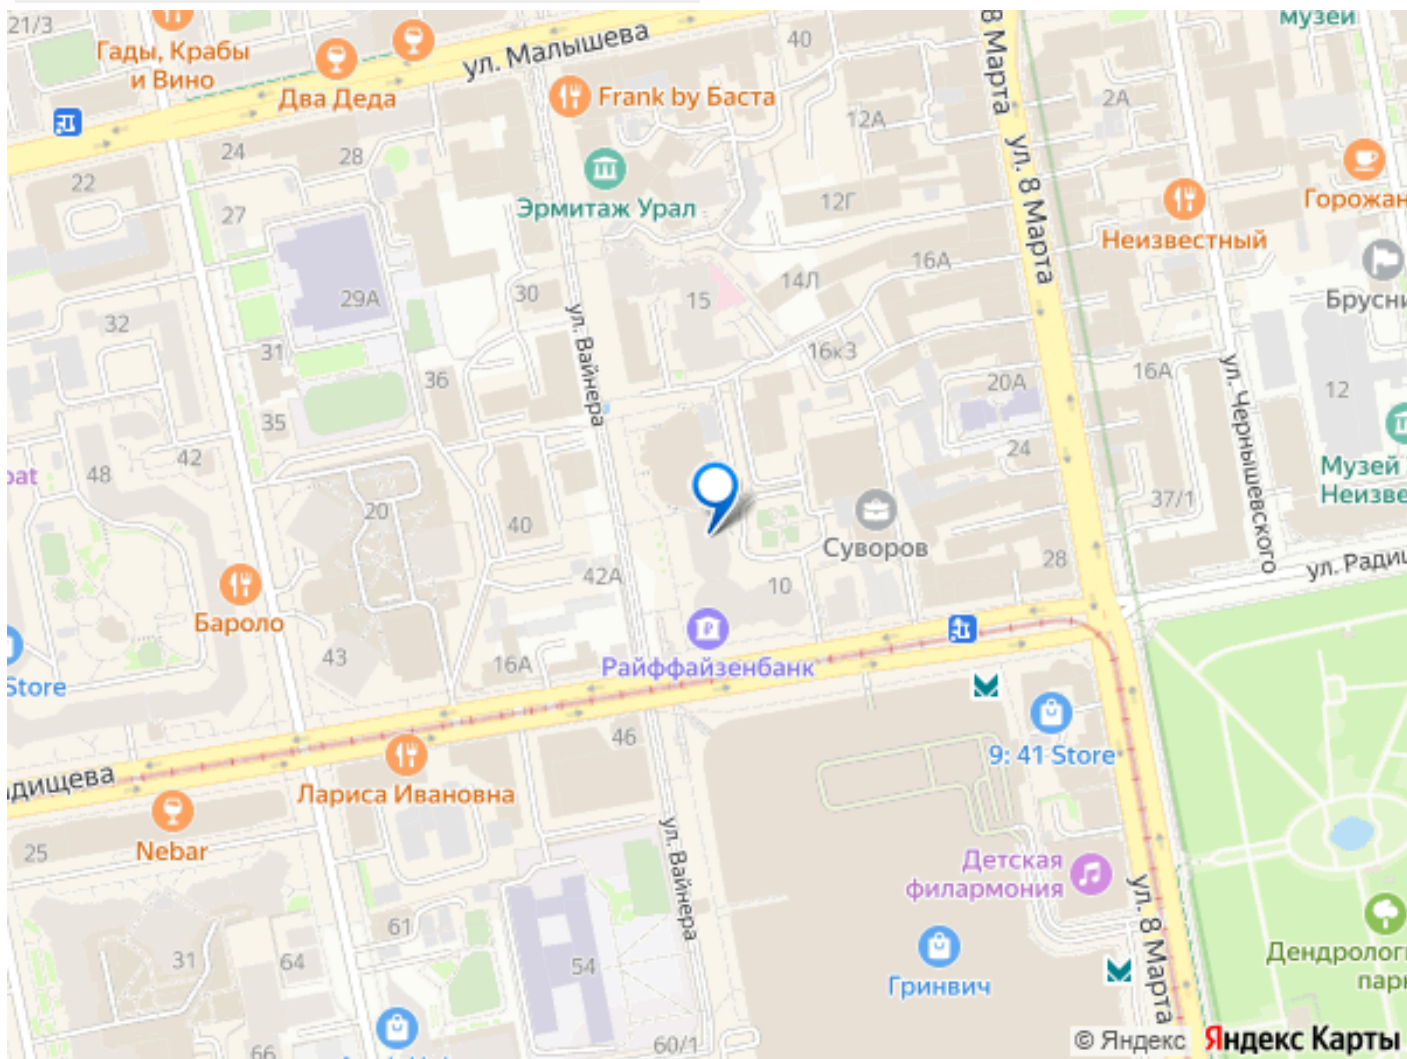 21/3
Гады, Крабы
и Вино
Два Деда
ул. Малышева
40
8 Марта
музей
Frank by Баста
2А
12А
24
28
22
ул. 8 Марта
Эрмитаж Урал
12Г
27
Горожан
Неизвестный
16А
14Л
15
30
29А
Брусни
32
ул. Вайнера
31
16к3
36
20А
16А
12
ул. Чернышевского
35
42
24
48
Музей
Неизве
37/1
20
40
Суворов
28
ул. Радищ
42А
10
Бароло
43
16А
Райффайзенбанк
Store
46
9: 41 Store
дищева
Лариса Ивановна
25
Nebar
ул. Вайнера
Детская
филармония
ул. 8 Марта
61
31
64
54
Гринвич
Дендрологи
пар
66
60/1
© Яндекс Яндекс Карты